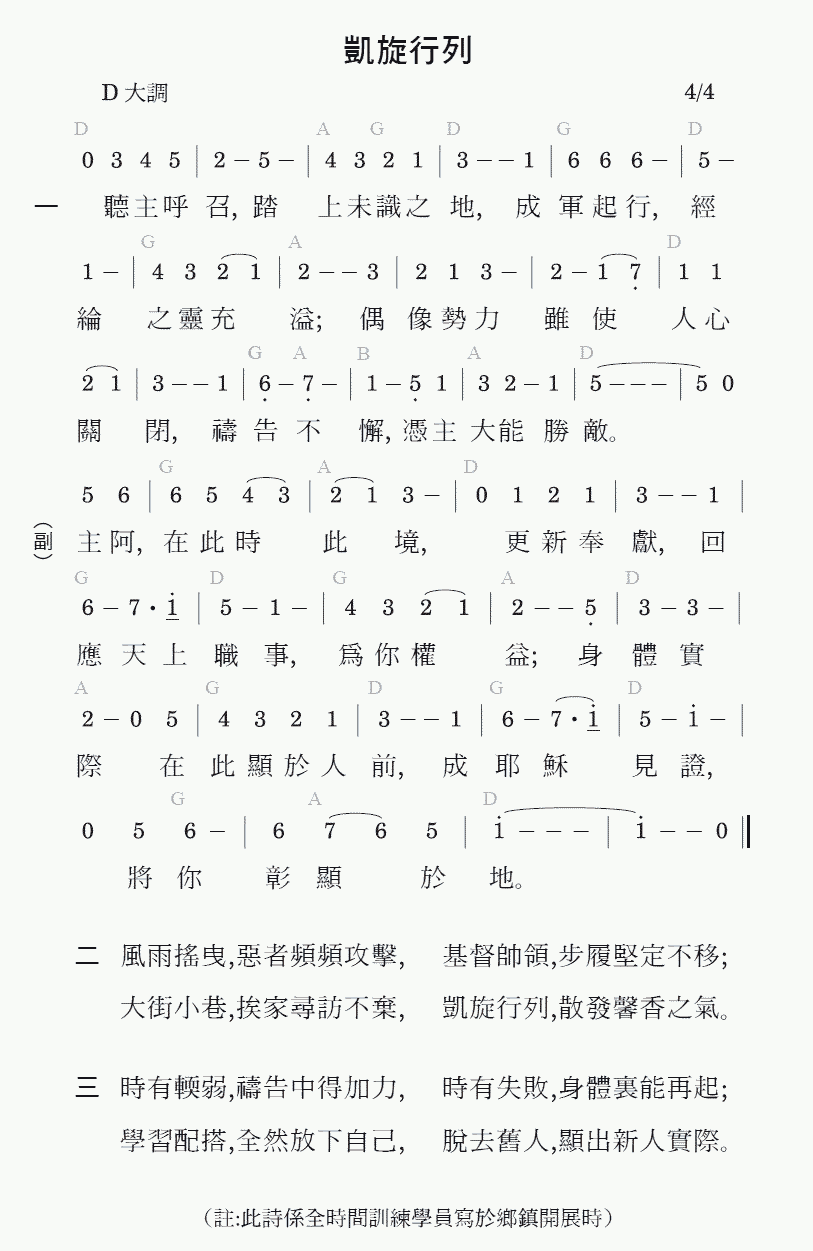 凱旋行列
D 大調 4/4
D A G D G D
0 3 4 5 | 2 – 5 – | 4 3 2 1 | 3 – – 1 | 6 6 6 – | 5 –
一 聽主呼 召, 踏 上未識之 地, 成 軍起行, 經
G A D
1 – | 4 3 2 1 | 2 – – 3 | 2 1 3 – | 2 – 1 7̣ | 1 1
綸 之靈充 溢; 偶 像勢力 雖 使 人心
G A B A D
2 1 | 3 – – 1 | 6̣ – 7̣ – | 1 – 5̣ 1 | 3 2 – 1 | 5 – – – | 5 0
關 閉, 禱 告 不 懈, 憑主 大能 勝 敵。
G A D
5 6 | 6 5 4 3 | 2 1 3 – | 0 1 2 1 | 3 – – 1 |
(副) 主阿, 在此時 此 境, 更新奉 獻, 回
G D G A D
6 – 7 • i̲ | 5 – 1 – | 4 3 2 1 | 2 – – 5̣ | 3 – 3 – |
應 天 上 職 事, 爲你權 益; 身 體 實
A G D G D
2 – 0 5 | 4 3 2 1 | 3 – – 1 | 6 – 7 • i̲ | 5 – i – |
際 在 此顯於人 前, 成 耶 穌 見 證,
G A D
0 5 6 – | 6 7 6 5 | i – – – | i – – 0 ‖
將 你 彰 顯 於 地。
二 風雨搖曳,惡者頻頻攻擊, 基督帥領,步履堅定不移;
大街小巷,挨家尋訪不棄, 凱旋行列,散發馨香之氣。
三 時有輭弱,禱告中得加力, 時有失敗,身體裏能再起;
學習配搭,全然放下自己, 脫去舊人,顯出新人實際。
（註:此詩係全時間訓練學員寫於鄉鎮開展時）